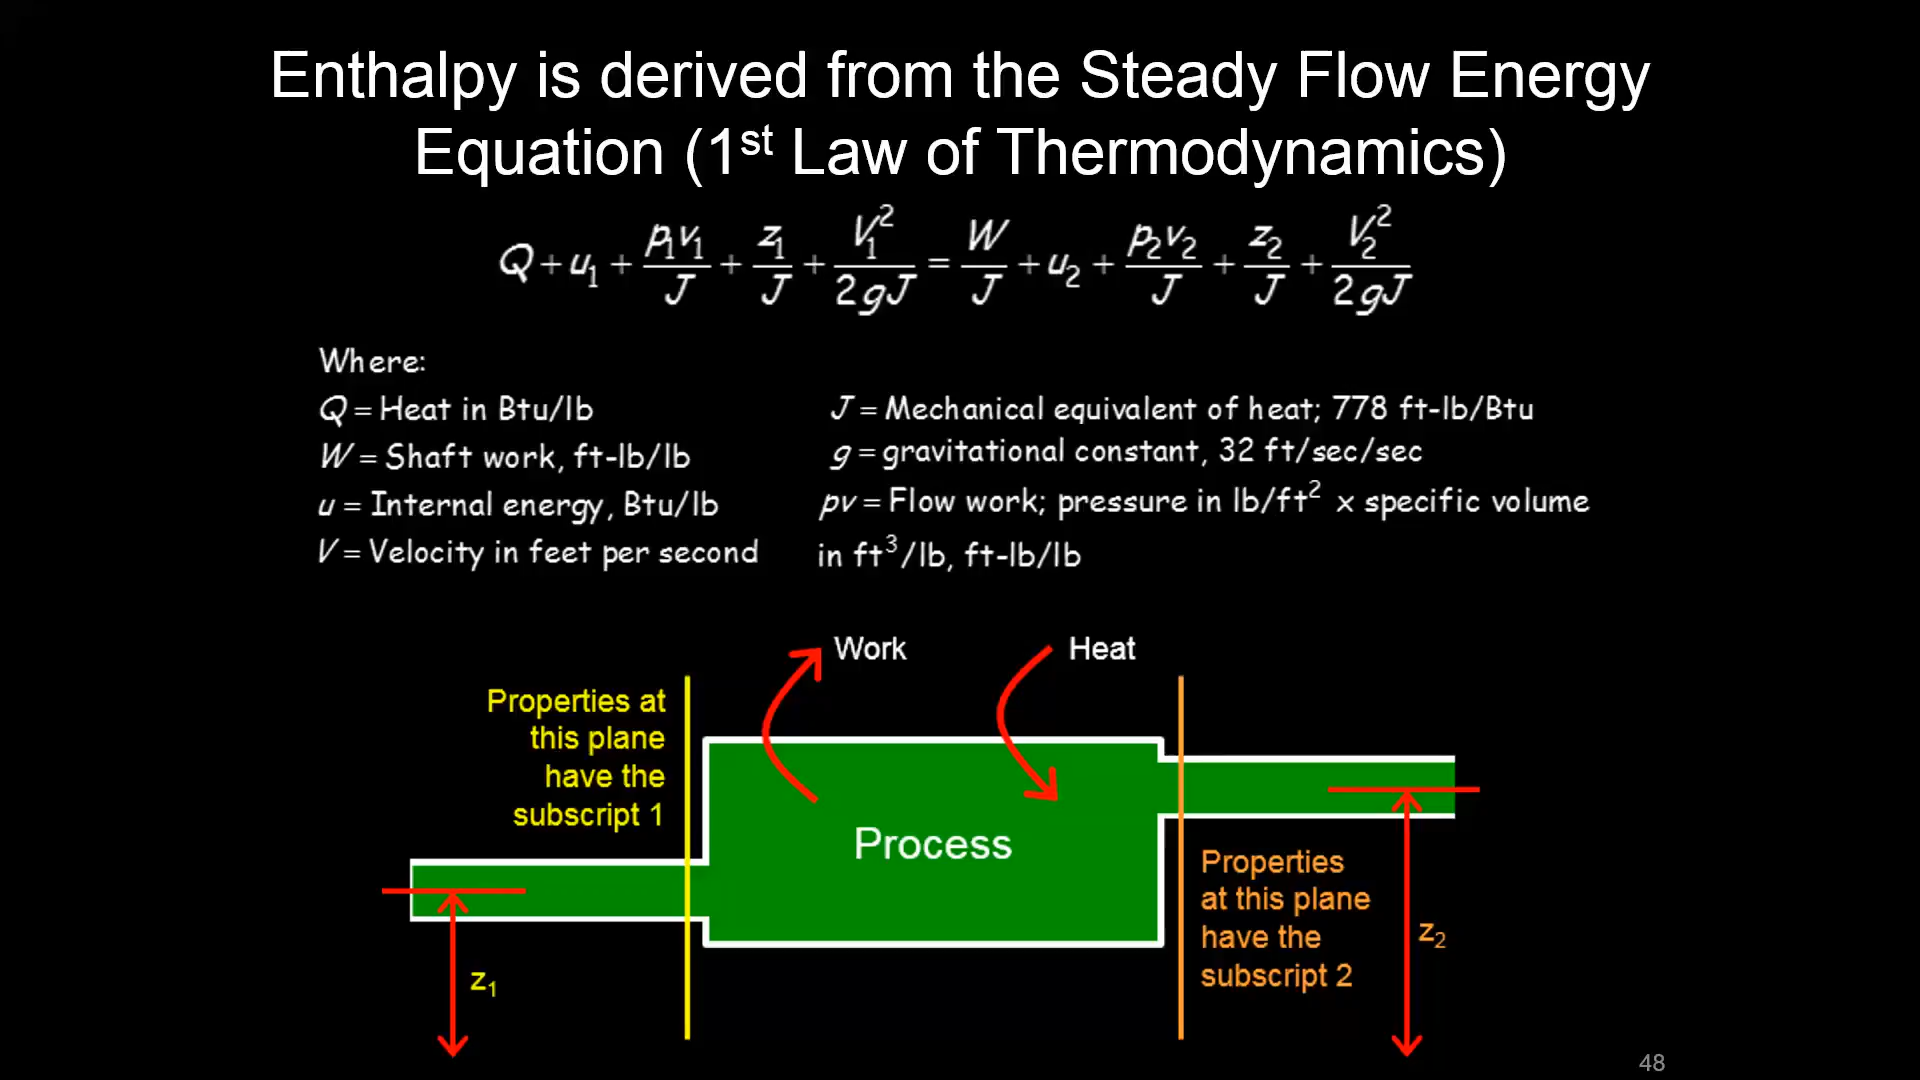 Enthalpy is derived from the Steady Flow Energy
Equation (1st Law of Thermodynamics)
Q + u₁ + p₁v₁/J + z₁/J + V₁²/2gJ = W/J + u₂ + p₂v₂/J + z₂/J + V₂²/2gJ
Where:
Q = Heat in Btu/lb
W = Shaft work, ft-lb/lb
u = Internal energy, Btu/lb
V = Velocity in feet per second
J = Mechanical equivalent of heat; 778 ft-lb/Btu
g = gravitational constant, 32 ft/sec/sec
pv = Flow work; pressure in lb/ft² x specific volume
in ft³/lb, ft-lb/lb
Work
Heat
Properties at
this plane
have the
subscript 1
Process
Properties
at this plane
have the
subscript 2
z₁
z₂
48